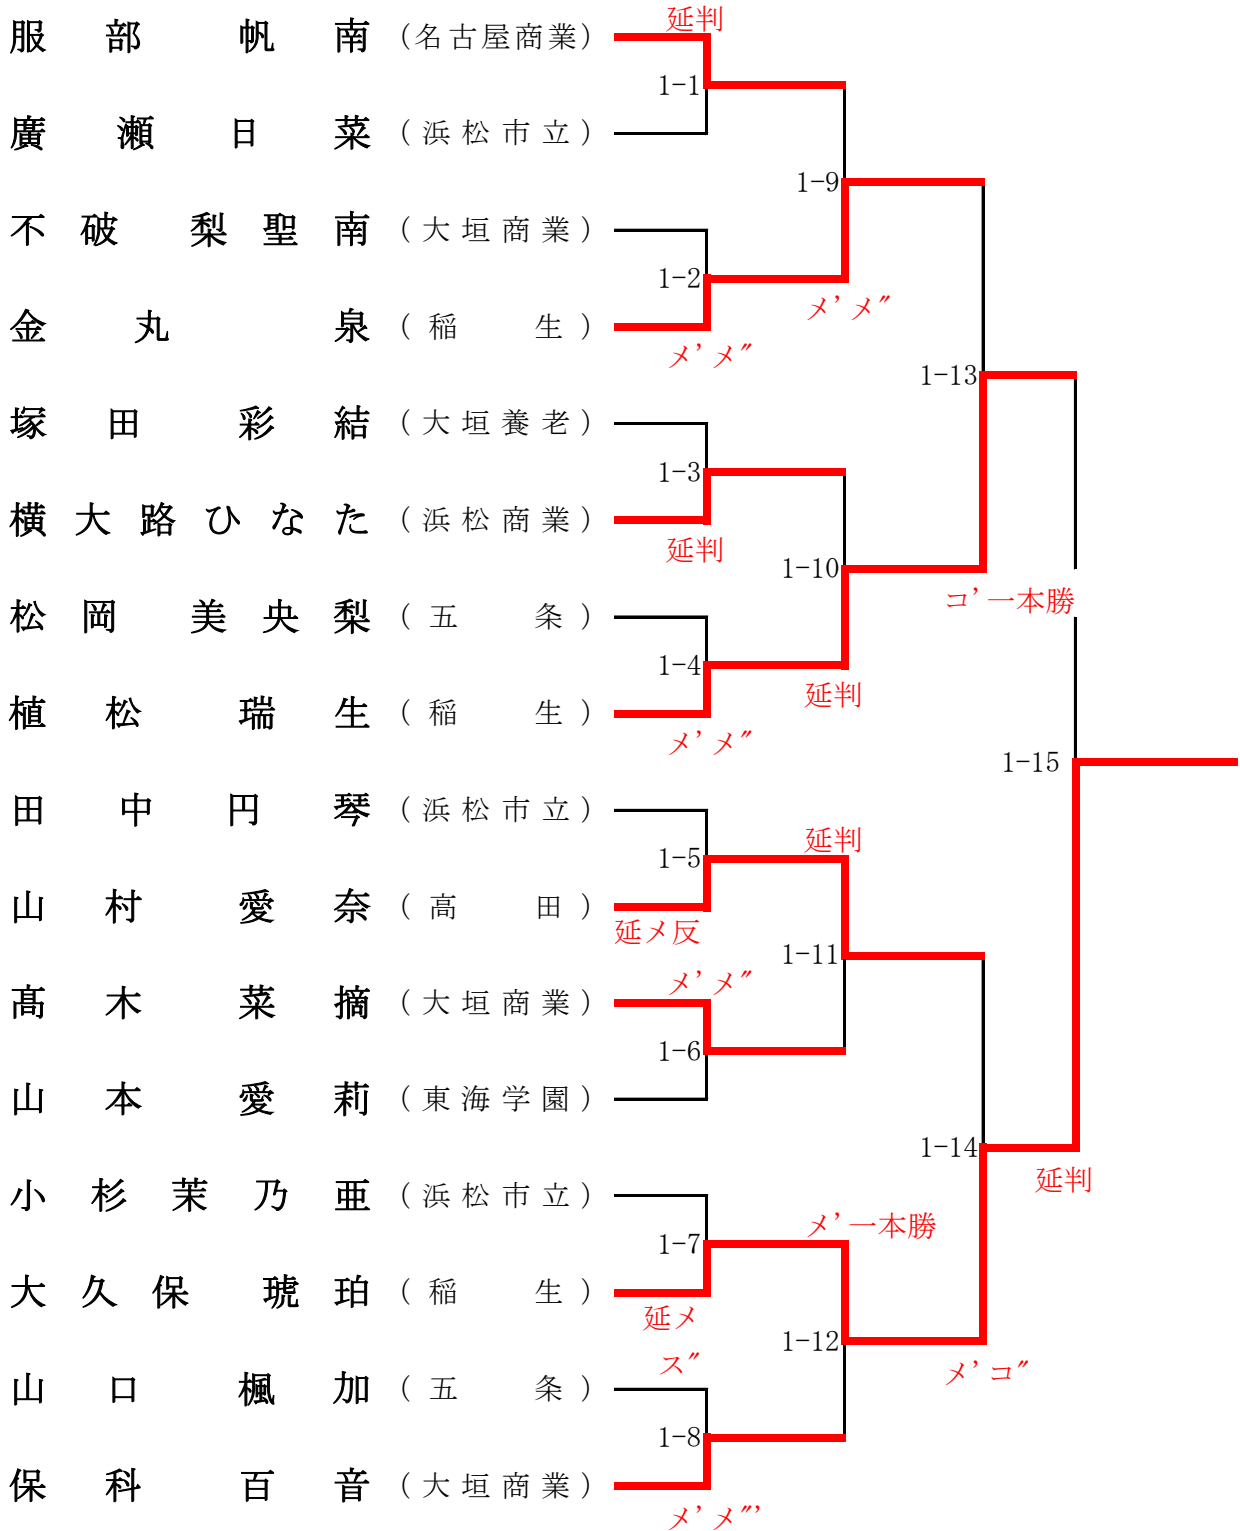 延判
服部 帆南 (名古屋商業)
1-1
廣瀬 日菜 (浜松市立)
1-9
不破 梨聖南 (大垣商業)
1-2
メ’メ″
金丸 泉 (稲生)
メ’メ″
1-13
塚田 彩結 (大垣養老)
1-3
横大路ひなた (浜松商業)
延判
1-10
コ’一本勝
松岡 美央梨 (五条)
1-4
延判
植松 瑞生 (稲生)
メ’メ″
1-15
田中 円琴 (浜松市立)
延判
1-5
山村 愛奈 (高田)
延メ反
1-11
メ’メ″
髙木 菜摘 (大垣商業)
1-6
山本 愛莉 (東海学園)
1-14
延判
小杉 茉乃亜 (浜松市立)
メ’一本勝
1-7
大久保 琥珀 (稲生)
延メ
1-12
ス″
メ’コ″
山口 楓加 (五条)
1-8
保科 百音 (大垣商業)
メ’メ″’